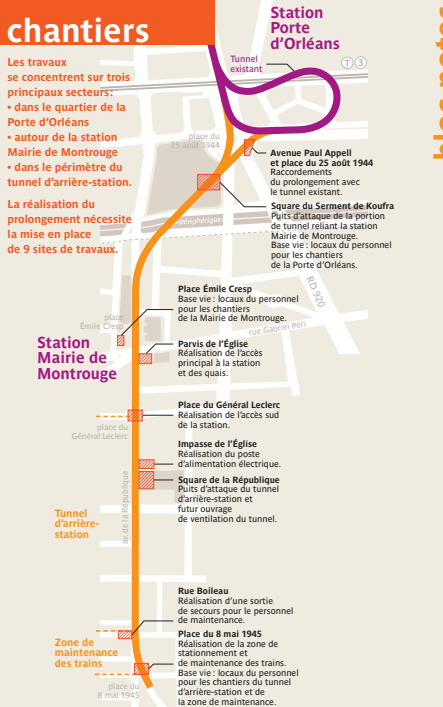 chantiers
Les travaux
se concentrent sur trois
principaux secteurs :
• dans le quartier de la
Porte d'Orléans
• autour de la station
Mairie de Montrouge
• dans le périmètre du
tunnel d'arrière-station.
La réalisation du
prolongement nécessite
la mise en place
de 9 sites de travaux.
Station
Porte
d'Orléans
Tunnel
existant
T 3
place du
25 août 1944
Avenue Paul Appell
et place du 25 août 1944
Raccordements
du prolongement avec
le tunnel existant.
Square du Serment de Koufra
Puits d'attaque de la portion
de tunnel reliant la station
Mairie de Montrouge.
Base vie : locaux du personnel
pour les chantiers
de la Porte d'Orléans.
périphérique
RD 920
rue Gabriel Péri
Place Émile Cresp
Base vie : locaux du personnel
pour les chantiers
de la Mairie de Montrouge.
place
Émile Cresp
Station
Mairie de
Montrouge
Parvis de l'Église
Réalisation de l'accès
principal à la station
et des quais.
Place du Général Leclerc
Réalisation de l'accès sud
de la station.
place du
Général Leclerc
Impasse de l'Église
Réalisation du poste
d'alimentation électrique.
Square de la République
Puits d'attaque du tunnel
d'arrière-station et
futur ouvrage
de ventilation du tunnel.
av. de la République
Tunnel
d'arrière-
station
Rue Boileau
Réalisation d'une sortie
de secours pour le personnel
de maintenance.
Place du 8 mai 1945
Réalisation de la zone de
stationnement et
de maintenance des trains.
Base vie : locaux du personnel
pour les chantiers du tunnel
d'arrière-station et de
la zone de maintenance.
Zone de
maintenance
des trains
place du
8 mai 1945